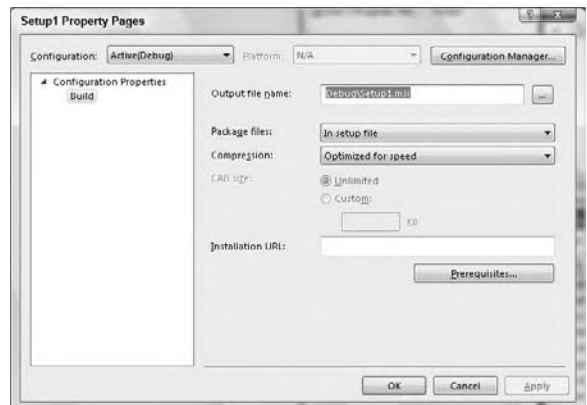 Setup1 Property Pages
Configuration: Active(Debug) Platform: N/A Configuration Manager...
Configuration Properties
Build
Output file name: Debug\Setup1.msi ...
Package files: In setup file
Compression: Optimized for speed
CAB size: Unlimited
Custom:
Kb
Installation URL:
Prerequisites...
OK Cancel Apply